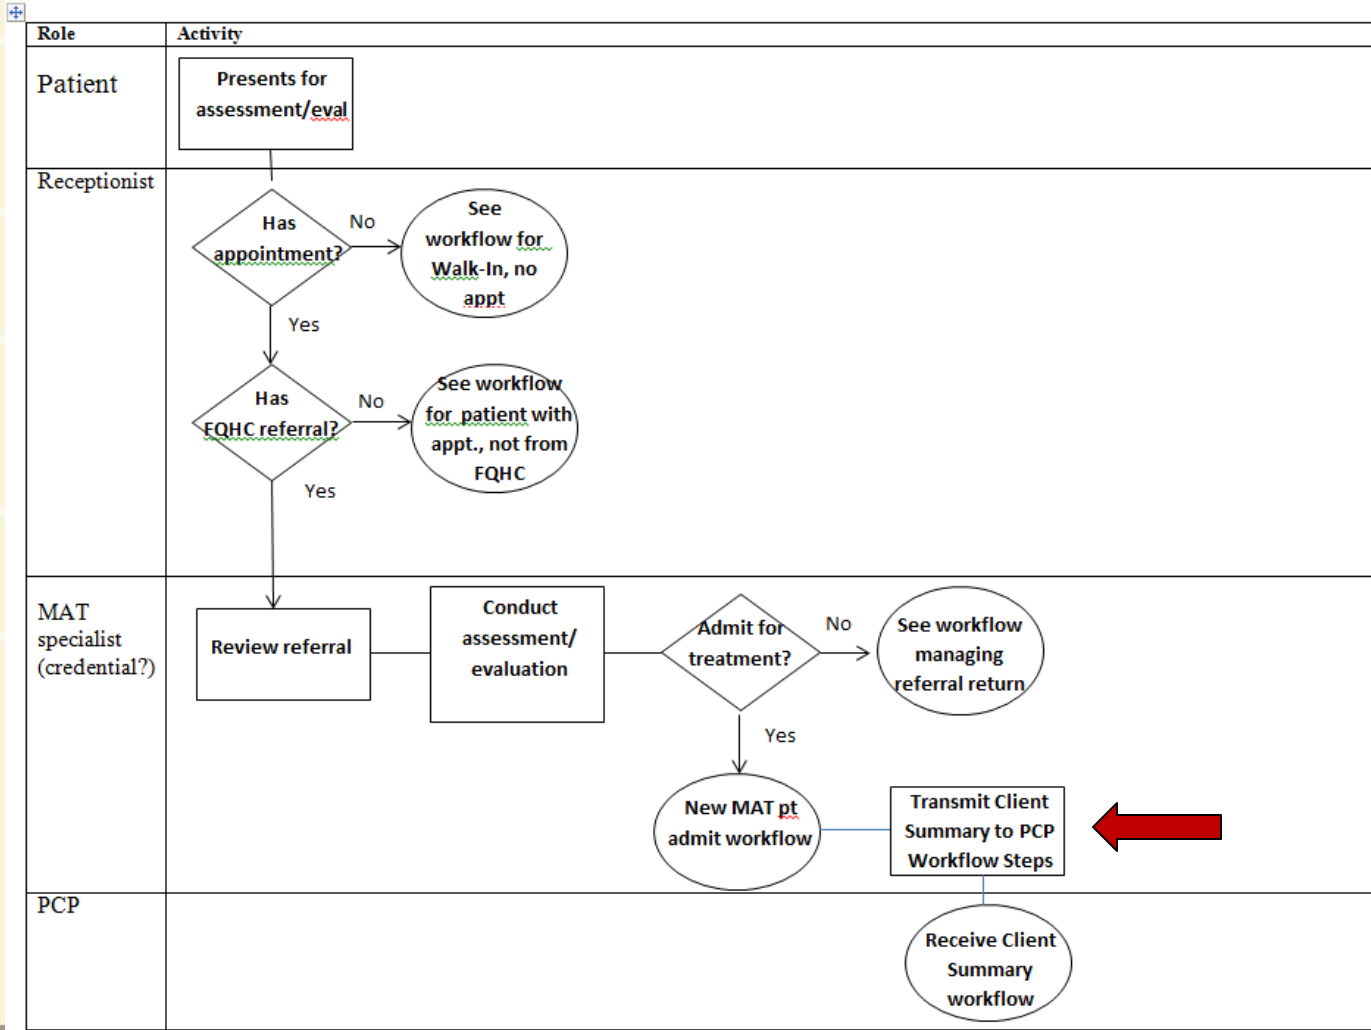 Role
Activity
Patient
Presents for
assessment/eval
Receptionist
Has
appointment?
No
See
workflow for
Walk-In, no
appt
Yes
Has
FQHC referral?
No
See workflow
for patient with
appt., not from
FQHC
Yes
MAT
specialist
(credential?)
Review referral
Conduct
assessment/
evaluation
Admit for
treatment?
No
See workflow
managing
referral return
Yes
New MAT pt
admit workflow
Transmit Client
Summary to PCP
Workflow Steps
PCP
Receive Client
Summary
workflow